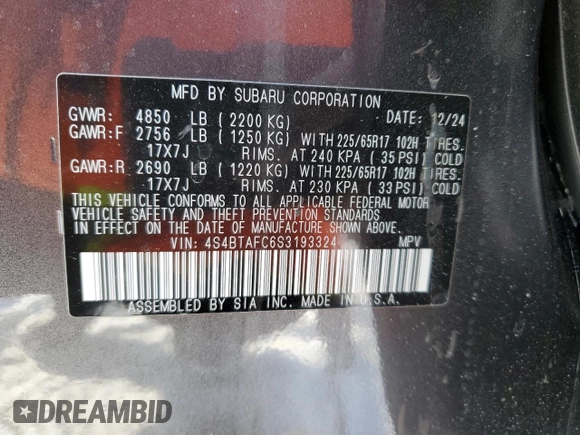 MFD BY SUBARU CORPORATION
GVWR: 4850 LB (2200 KG) DATE: 12/24
GAWR:F 2756 LB (1250 KG) WITH 225/65R17 102H TIRES.
17X7J RIMS. AT 240 KPA (35 PSI) COLD
GAWR:R 2690 LB (1220 KG) WITH 225/65R17 102H TIRES.
17X7J RIMS. AT 230 KPA (33 PSI) COLD
THIS VEHICLE CONFORMS TO ALL APPLICABLE FEDERAL MOTOR
VEHICLE SAFETY AND THEFT PREVENTION STANDARDS
IN EFFECT ON THE DATE OF MANUFACTURE SHOWN ABOVE.
VIN: 4S4BTAFC6S3193324 MPV
ASSEMBLED BY SIA INC. MADE IN U.S.A.
DREAMBID